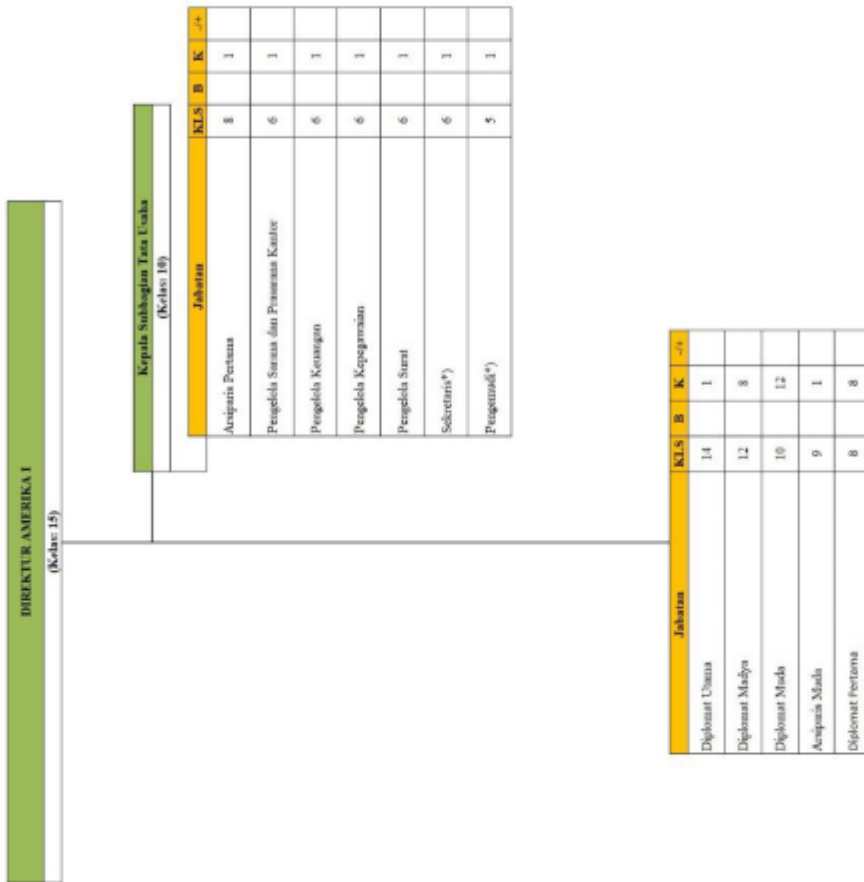 DIREKTUR AMERIKA I
(Kelas: 15)
Kepala Subbagian Tata Usaha
(Kelas: 10)
Jabatan KLS B K -/+
Arsiparis Pertama 8 1
Pengelola Sarana dan Prasarana Kantor 6 1
Pengelola Keuangan 6 1
Pengelola Kepegawaian 6 1
Pengelola Surat 6 1
Sekretaris*) 6 1
Pengemudi*) 5 1
Jabatan KLS B K -/+
Diplomat Utama 14 1
Diplomat Madya 12 8
Diplomat Muda 10 12
Arsiparis Muda 9 1
Diplomat Pertama 8 8